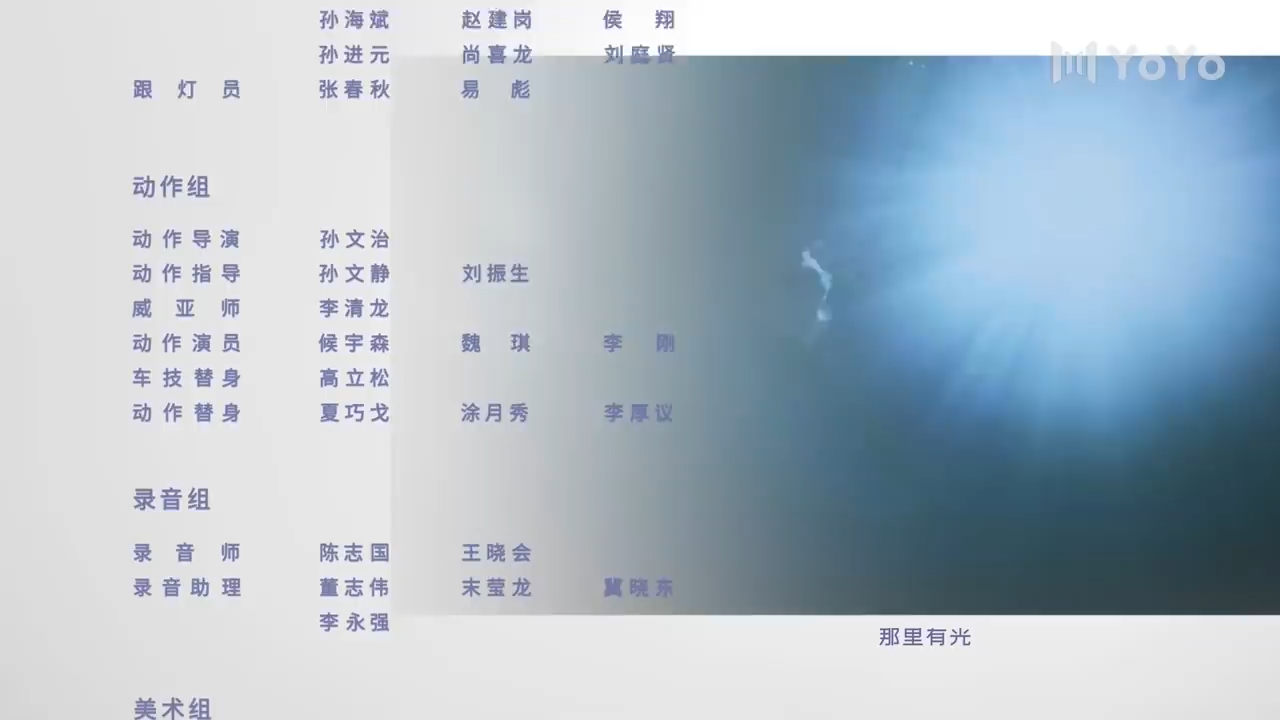 孙海斌 赵建岗 侯翔
孙进元 尚喜龙 刘庭贤
YOYO
跟灯员 张春秋 易彪
动作组
动作导演 孙文治
动作指导 孙文静 刘振生
威亚师 李清龙
动作演员 候宇森 魏琪 李刚
车技替身 高立松
动作替身 夏巧戈 涂月秀 李厚议
录音组
录音师 陈志国 王晓会
录音助理 董志伟 末莹龙 冀晓东
李永强
那里有光
美术组